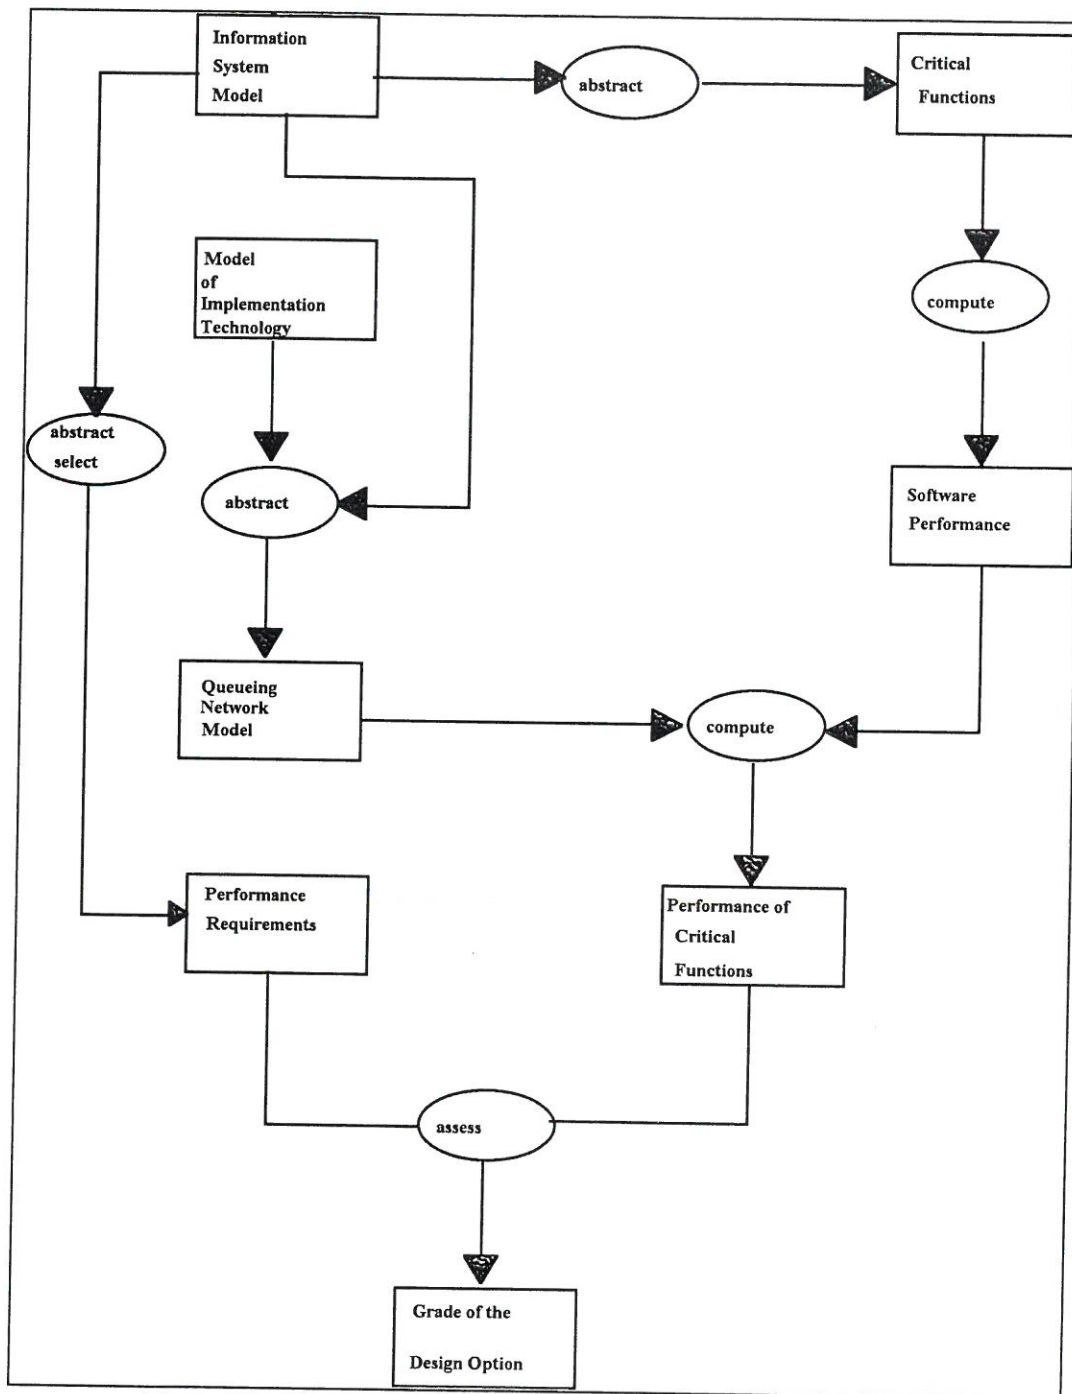 Information
System
Model
abstract
Critical
Functions
Model
of
Implementation
Technology
compute
abstract
select
abstract
Software
Performance
Queueing
Network
Model
compute
Performance
Requirements
Performance of
Critical
Functions
assess
Grade of the
Design Option